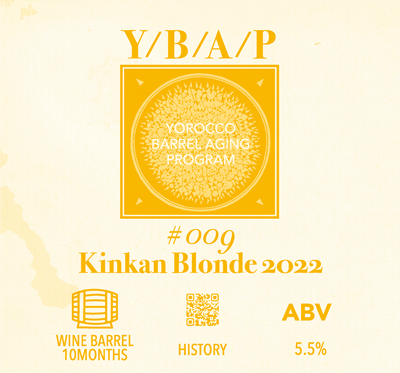 Y/B/A/P
YOROCCO
BARREL AGING
PROGRAM
#009
Kinkan Blonde 2022
WINE BARREL
10MONTHS
HISTORY
ABV
5.5%